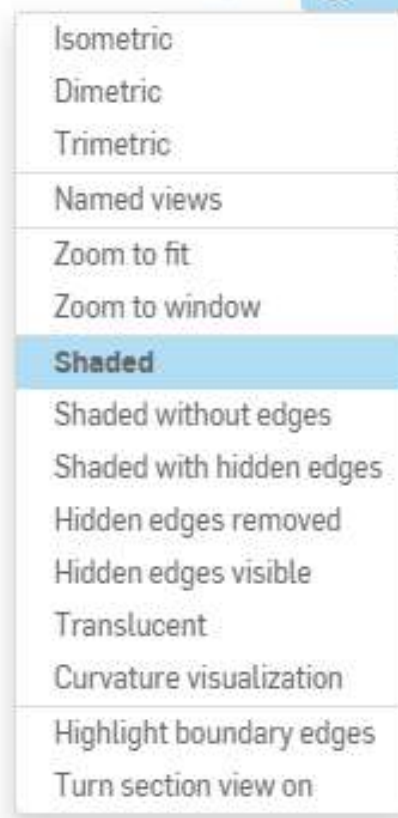 Isometric
Dimetric
Trimetric
Named views
Zoom to fit
Zoom to window
Shaded
Shaded without edges
Shaded with hidden edges
Hidden edges removed
Hidden edges visible
Translucent
Curvature visualization
Highlight boundary edges
Turn section view on